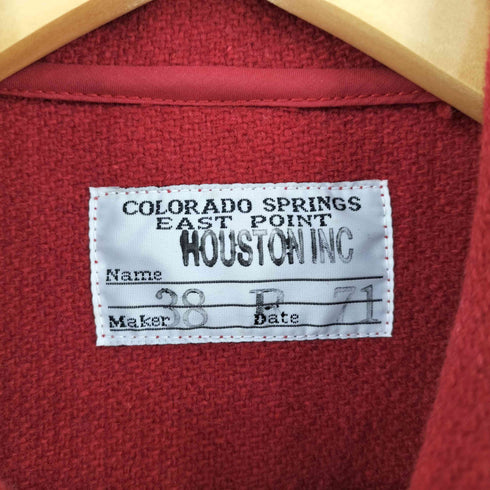 COLORADO SPRINGS
EAST POINT
HOUSTON INC
Name
38 F 71
Maker Date